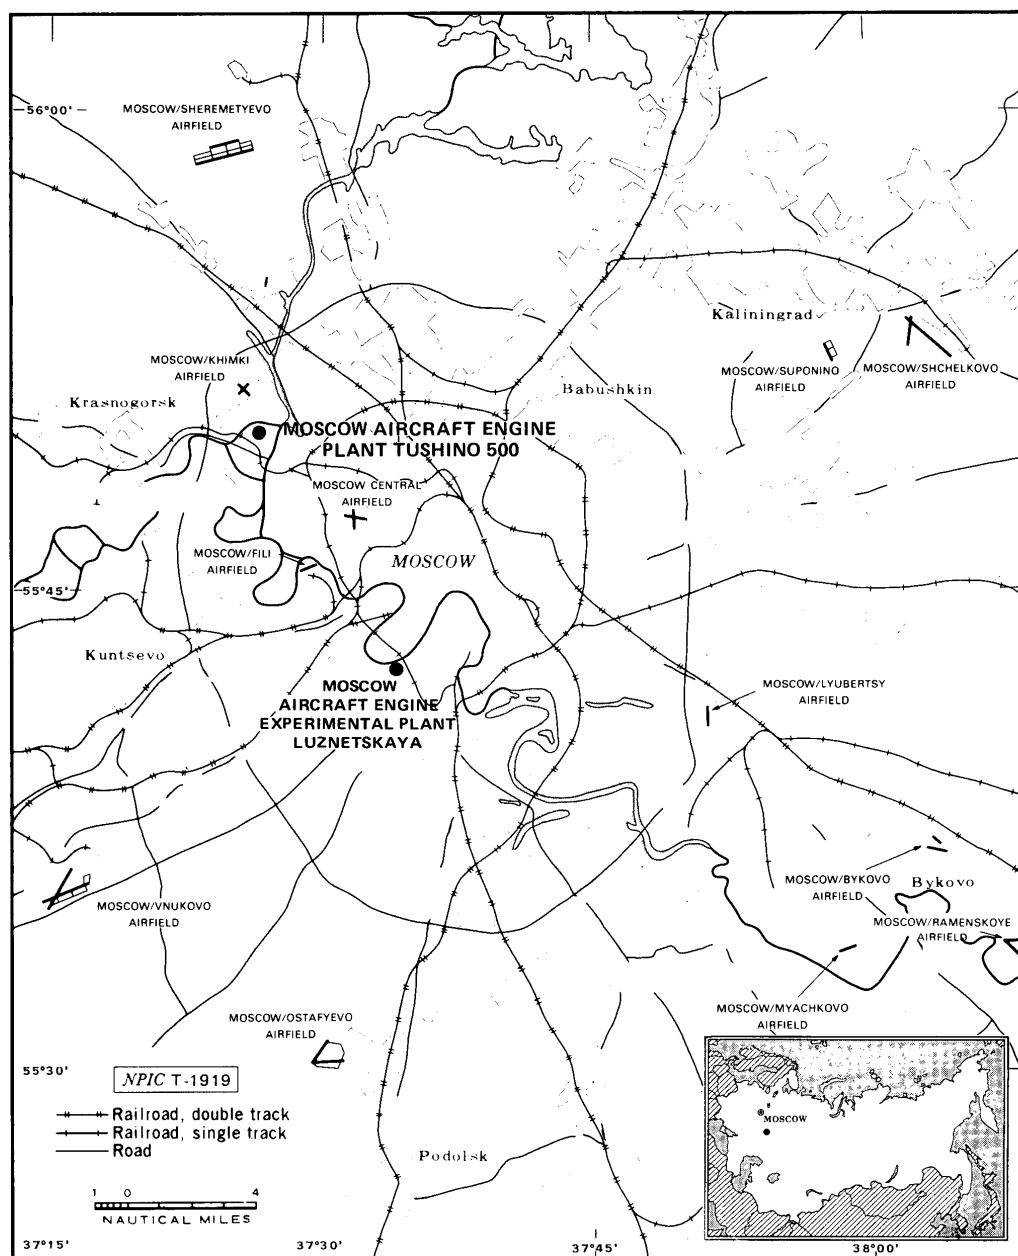 56°00'
MOSCOW/SHEREMETYEVO
AIRFIELD
Kaliningrad
MOSCOW/KHIMKI
AIRFIELD
MOSCOW/SUPONINO
AIRFIELD
MOSCOW/SHCHELKOVO
AIRFIELD
Babushkin
Krasnogorsk
MOSCOW AIRCRAFT ENGINE
PLANT TUSHINO 500
MOSCOW CENTRAL
AIRFIELD
MOSCOW/FILI
AIRFIELD
MOSCOW
55°45'
Kuntsevo
MOSCOW
AIRCRAFT ENGINE
EXPERIMENTAL PLANT
LUZNETSKAYA
MOSCOW/LYUBERTSY
AIRFIELD
MOSCOW/BYKOVO
AIRFIELD
Bykovo
MOSCOW/VNUKOVO
AIRFIELD
MOSCOW/RAMENSKOYE
AIRFIELD
MOSCOW/MYACHKOVO
AIRFIELD
MOSCOW/OSTAFYEVO
AIRFIELD
55°30'
NPIC T-1919
Railroad, double track
Railroad, single track
Road
Podolsk
MOSCOW
1 0 4
NAUTICAL MILES
37°15' 37°30' 37°45' 38°00'